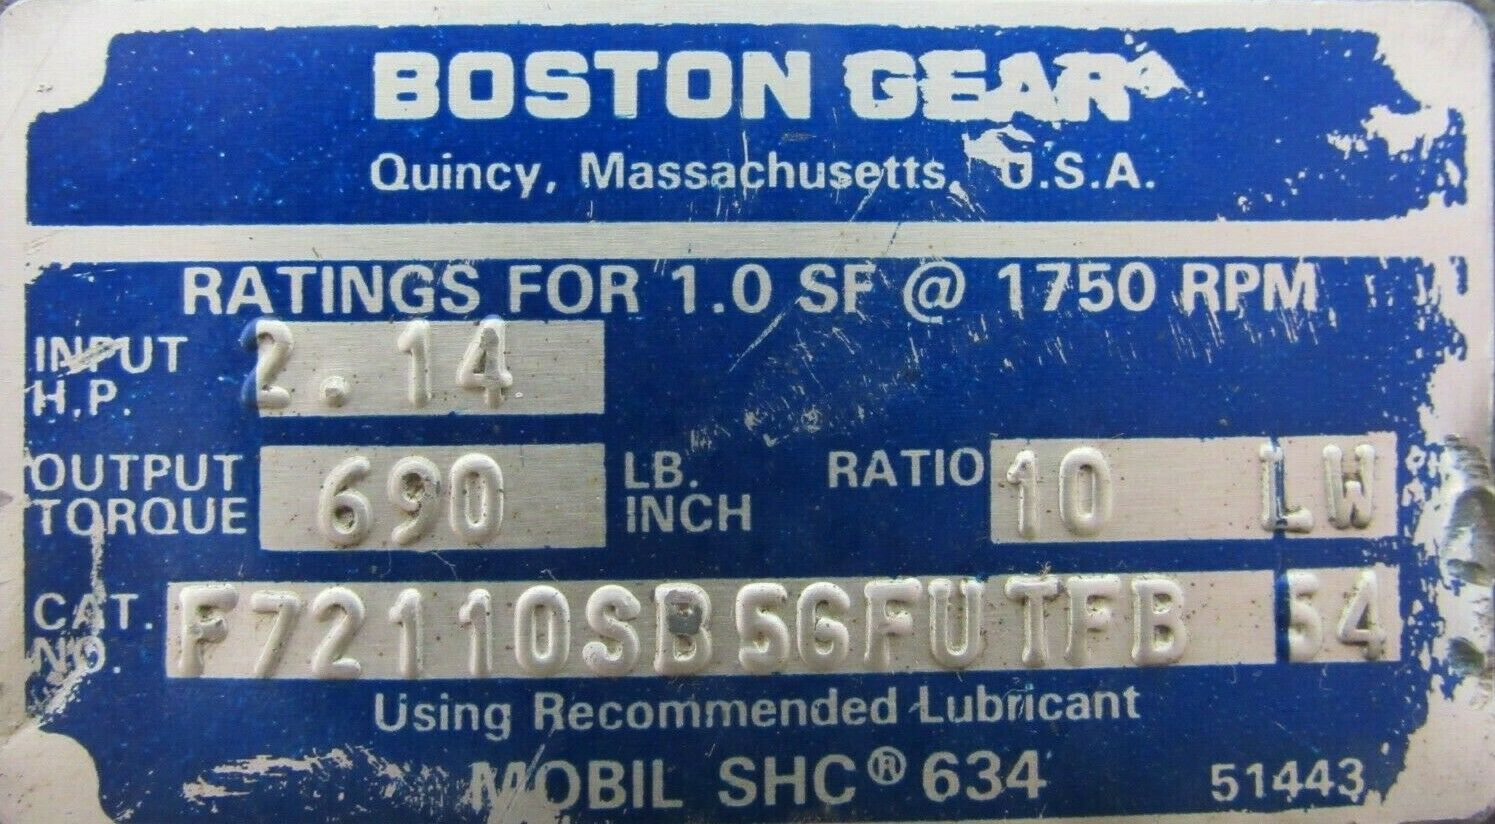 BOSTON GEAR
Quincy, Massachusetts, U.S.A.
RATINGS FOR 1.0 SF @ 1750 RPM
INPUT H.P. 2.14
OUTPUT TORQUE 690 LB. INCH RATIO 10 LW
CAT. NO. F72110SB5GFUTFB 54
Using Recommended Lubricant
MOBIL SHC® 634 51443